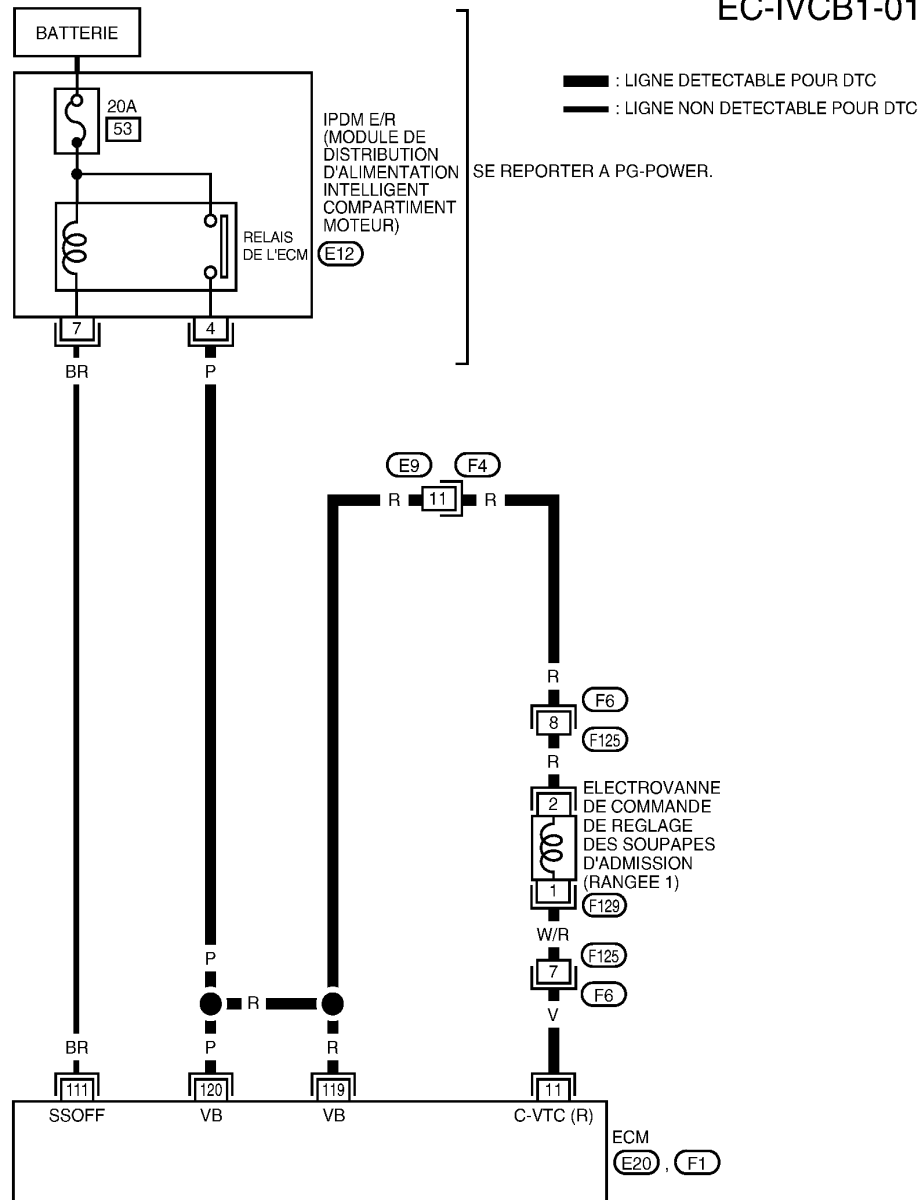 EC-IVCB1-01
BATTERIE
: LIGNE DETECTABLE POUR DTC
: LIGNE NON DETECTABLE POUR DTC
20A
53
IPDM E/R
(MODULE DE
DISTRIBUTION
D'ALIMENTATION
INTELLIGENT
COMPARTIMENT
MOTEUR)
E12
SE REPORTER A PG-POWER.
RELAIS
DE L'ECM
7
4
BR
P
E9
F4
R
11
R
R
F6
8
F125
R
2
ELECTROVANNE
DE COMMANDE
DE REGLAGE
DES SOUPAPES
D'ADMISSION
(RANGEE 1)
1
F129
W/R
F125
7
F6
V
P
R
BR
P
R
111
120
119
11
SSOFF
VB
VB
C-VTC (R)
ECM
E20 , F1